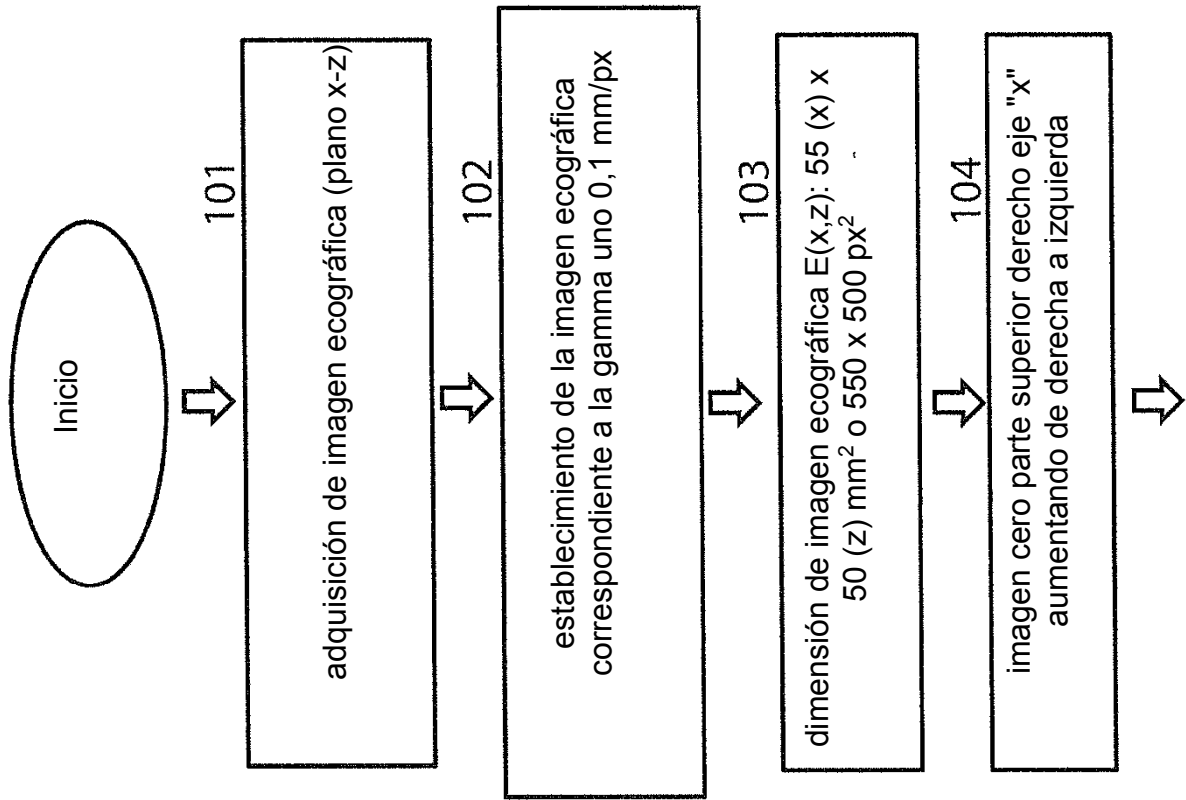 Inicio
101
adquisición de imagen ecográfica (plano x-z)
102
establecimiento de la imagen ecográfica
correspondiente a la gamma uno 0,1 mm/px
103
dimensión de imagen ecográfica E(x,z): 55 (x) x
50 (z) mm² o 550 x 500 px²
104
imagen cero parte superior derecho eje "x"
aumentando de derecha a izquierda